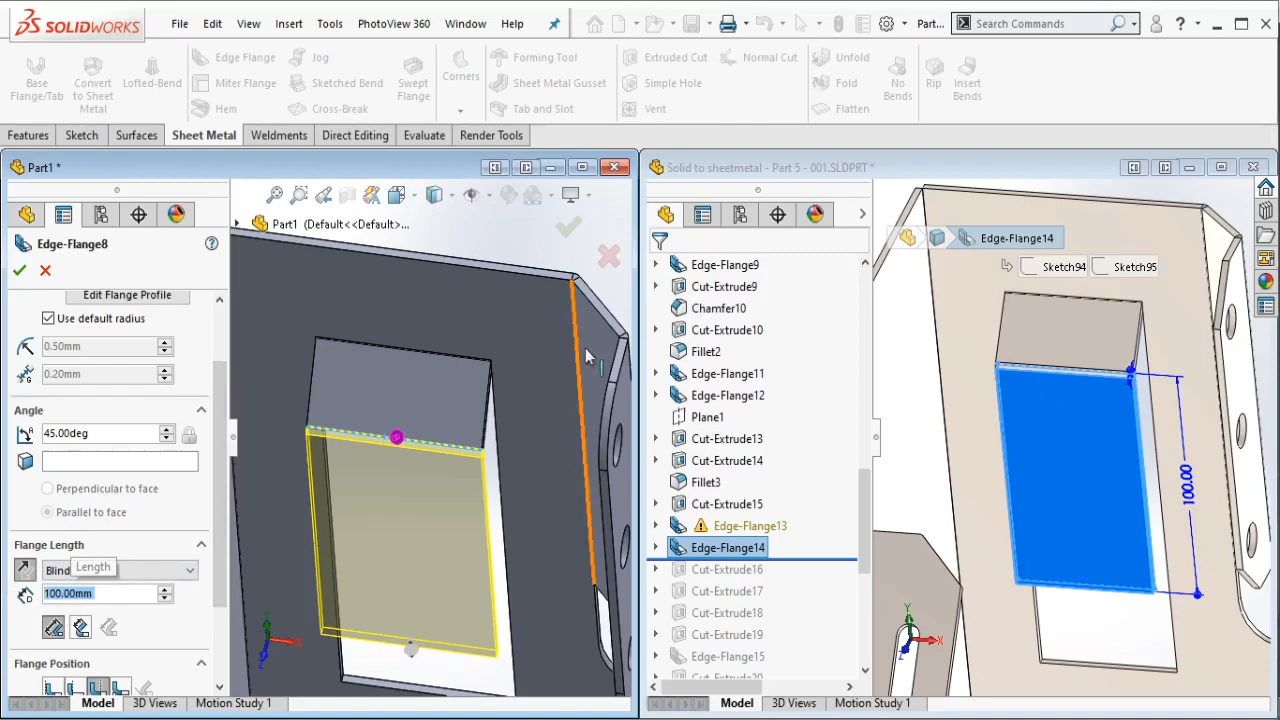 SOLIDWORKS File Edit View Insert Tools PhotoView 360 Window Help Part... Search Commands ?
Base Flange/Tab
Convert to Sheet Metal
Lofted-Bend
Edge Flange
Miter Flange
Hem
Jog
Sketched Bend
Cross-Break
Swept Flange
Corners
Forming Tool
Sheet Metal Gusset
Tab and Slot
Extruded Cut
Simple Hole
Vent
Normal Cut
Unfold
Fold
Flatten
No Bends
Rip
Insert Bends
Features Sketch Surfaces Sheet Metal Weldments Direct Editing Evaluate Render Tools
Part1 *
Part1 (Default<<Default>...
Edge-Flange8
Edit Flange Profile
Use default radius
0.50mm
0.20mm
Angle
45.00deg
Perpendicular to face
Parallel to face
Flange Length
Blind
Length
100.00mm
Flange Position
Model 3D Views Motion Study 1
Solid to sheetmetal - Part 5 - 001.SLDPRT *
Edge-Flange9
Cut-Extrude9
Chamfer10
Cut-Extrude10
Fillet2
Edge-Flange11
Edge-Flange12
Plane1
Cut-Extrude13
Cut-Extrude14
Fillet3
Cut-Extrude15
Edge-Flange13
Edge-Flange14
Cut-Extrude16
Cut-Extrude17
Cut-Extrude18
Cut-Extrude19
Edge-Flange15
Cut-Extrude20
Edge-Flange14
Sketch94 Sketch95
100.00
Y
X
Z
Model 3D Views Motion Study 1